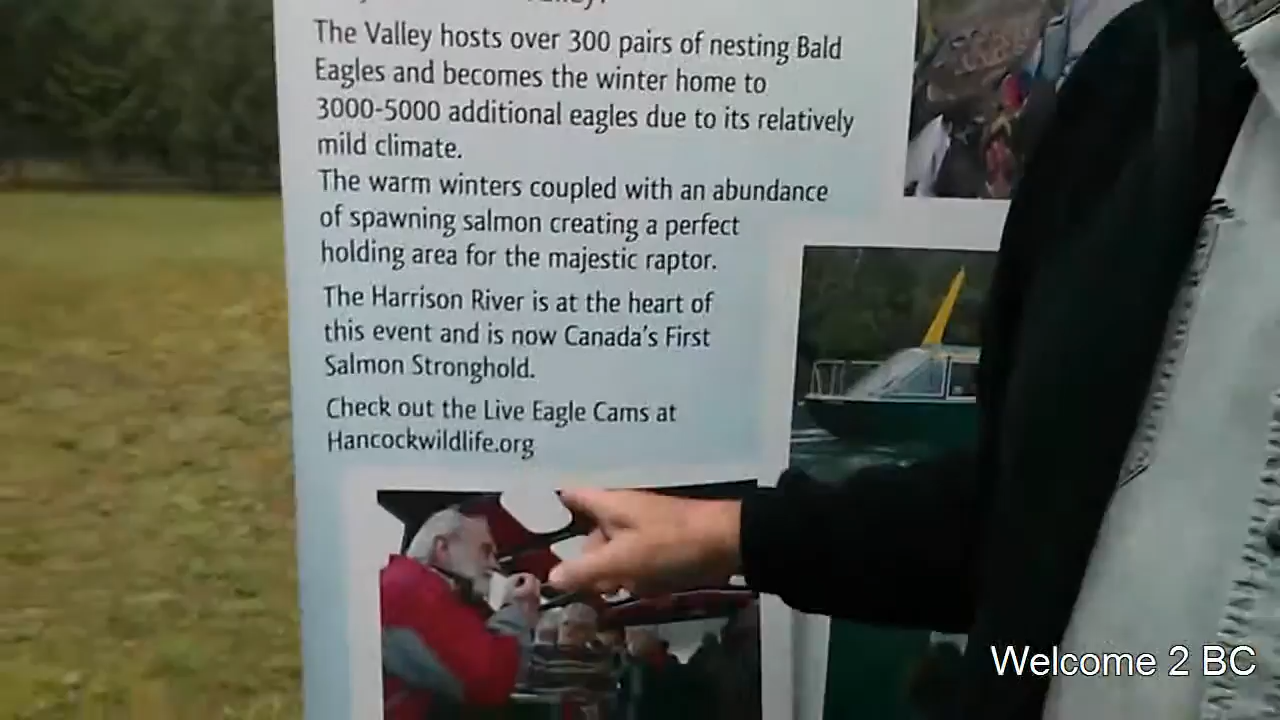 The Valley hosts over 300 pairs of nesting Bald
Eagles and becomes the winter home to
3000-5000 additional eagles due to its relatively
mild climate.
The warm winters coupled with an abundance
of spawning salmon creating a perfect
holding area for the majestic raptor.
The Harrison River is at the heart of
this event and is now Canada's First
Salmon Stronghold.
Check out the Live Eagle Cams at
Hancockwildlife.org
Welcome 2 BC